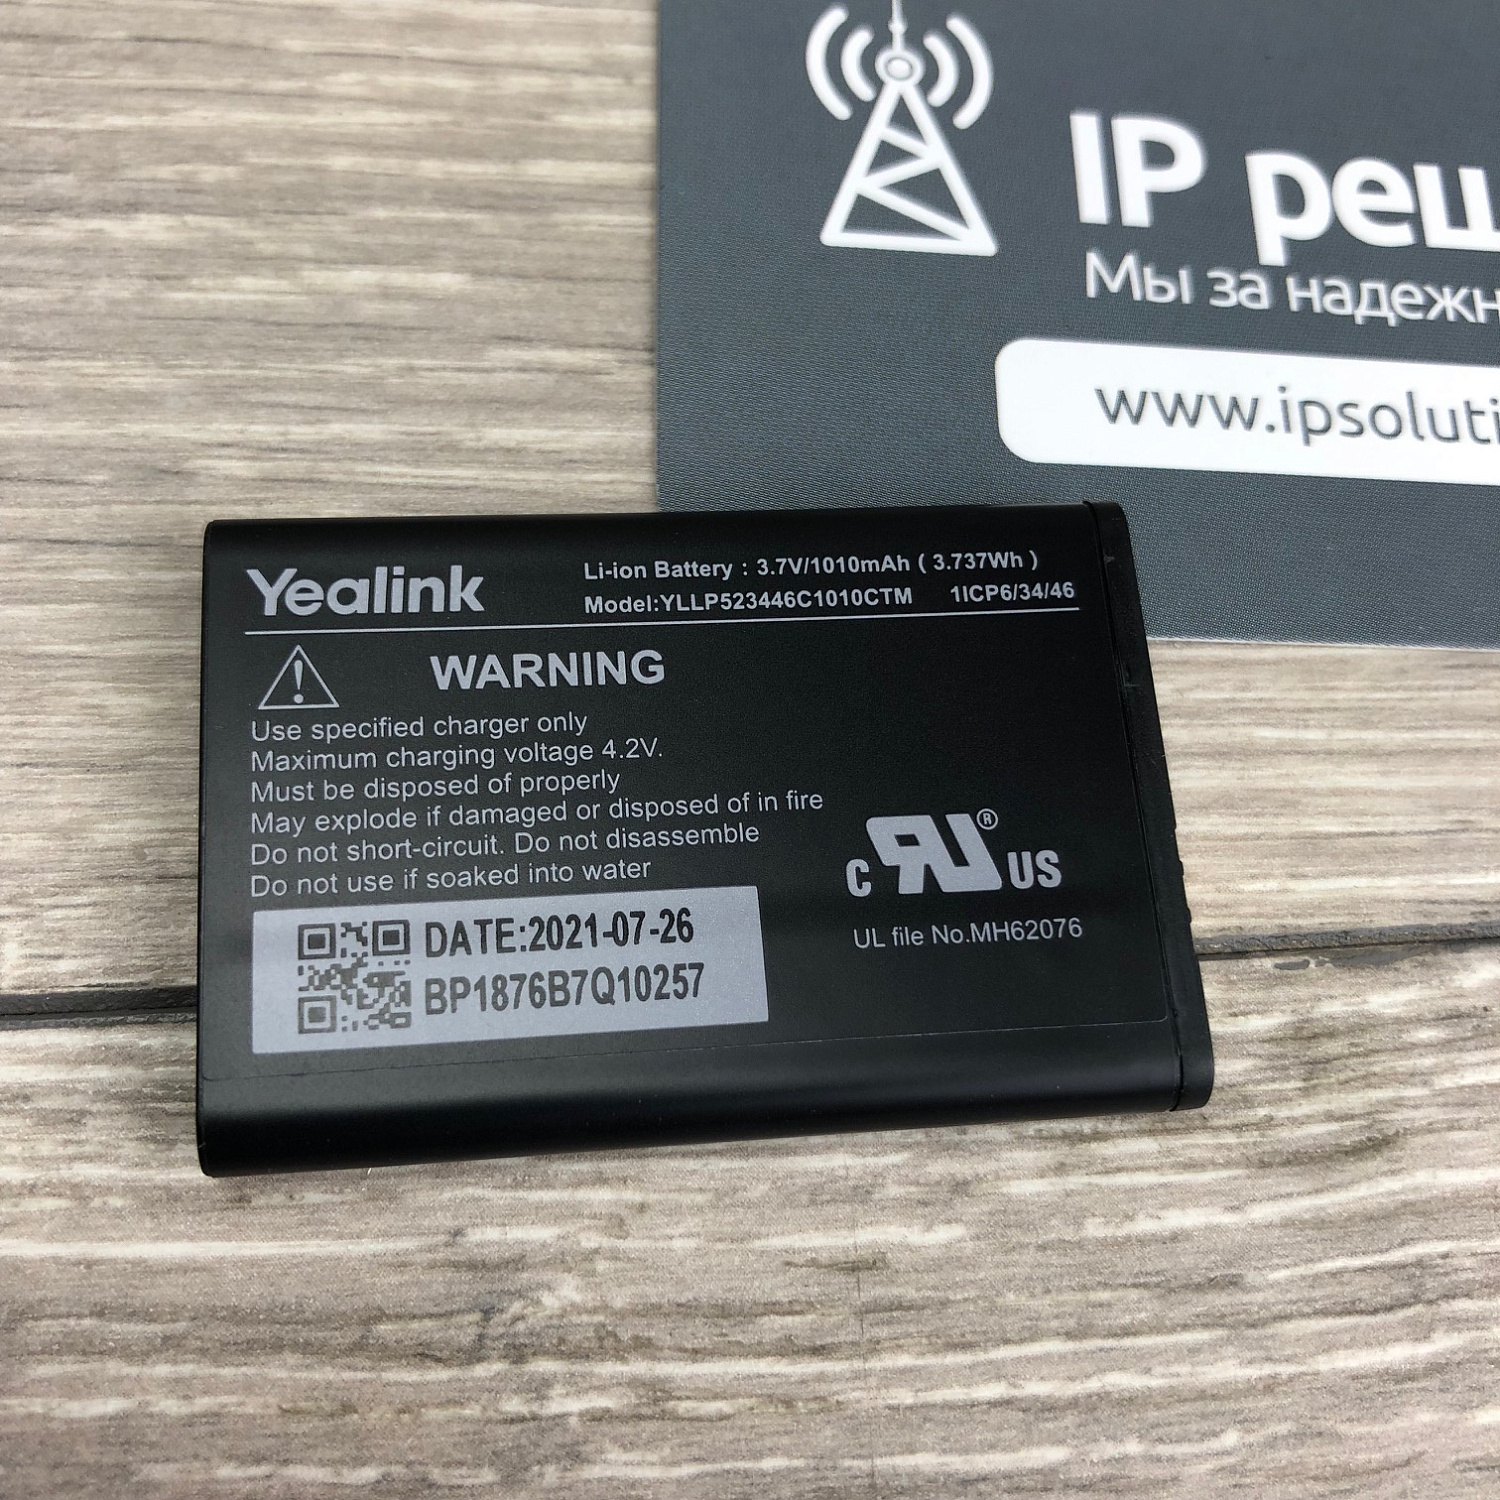 IP реш
Мы за надежн
www.ipsoluti
Yealink
Li-ion Battery : 3.7V/1010mAh ( 3.737Wh )
Model:YLLP523446C1010CTM 1ICP6/34/46
WARNING
Use specified charger only
Maximum charging voltage 4.2V.
Must be disposed of properly
May explode if damaged or disposed of in fire
Do not short-circuit. Do not disassemble
Do not use if soaked into water
DATE:2021-07-26
BP1876B7Q10257
c RU® US
UL file No.MH62076